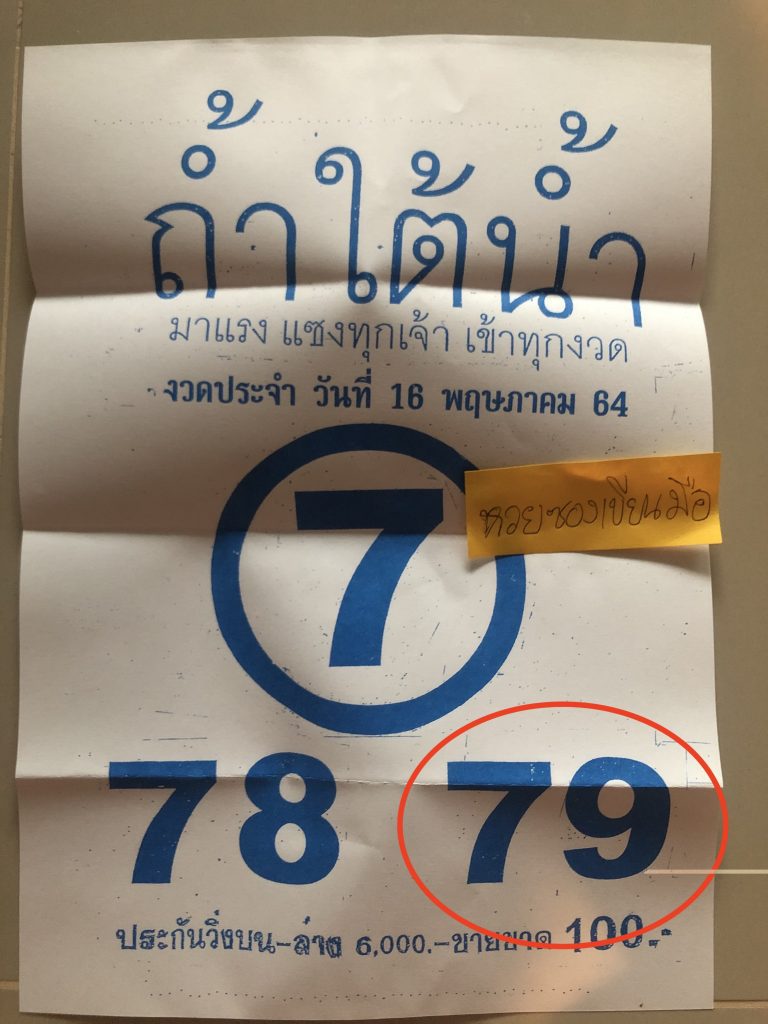 ถ้ำใต้น้ำ
มาแรง แซงทุกเจ้า เข้าทุกงวด
งวดประจำ วันที่ 16 พฤษภาคม 64
7
หวยซองเขียนมือ
78 79
ประกันวิ่งบน-ล่าง 6,000.-ขายขาด 100.-